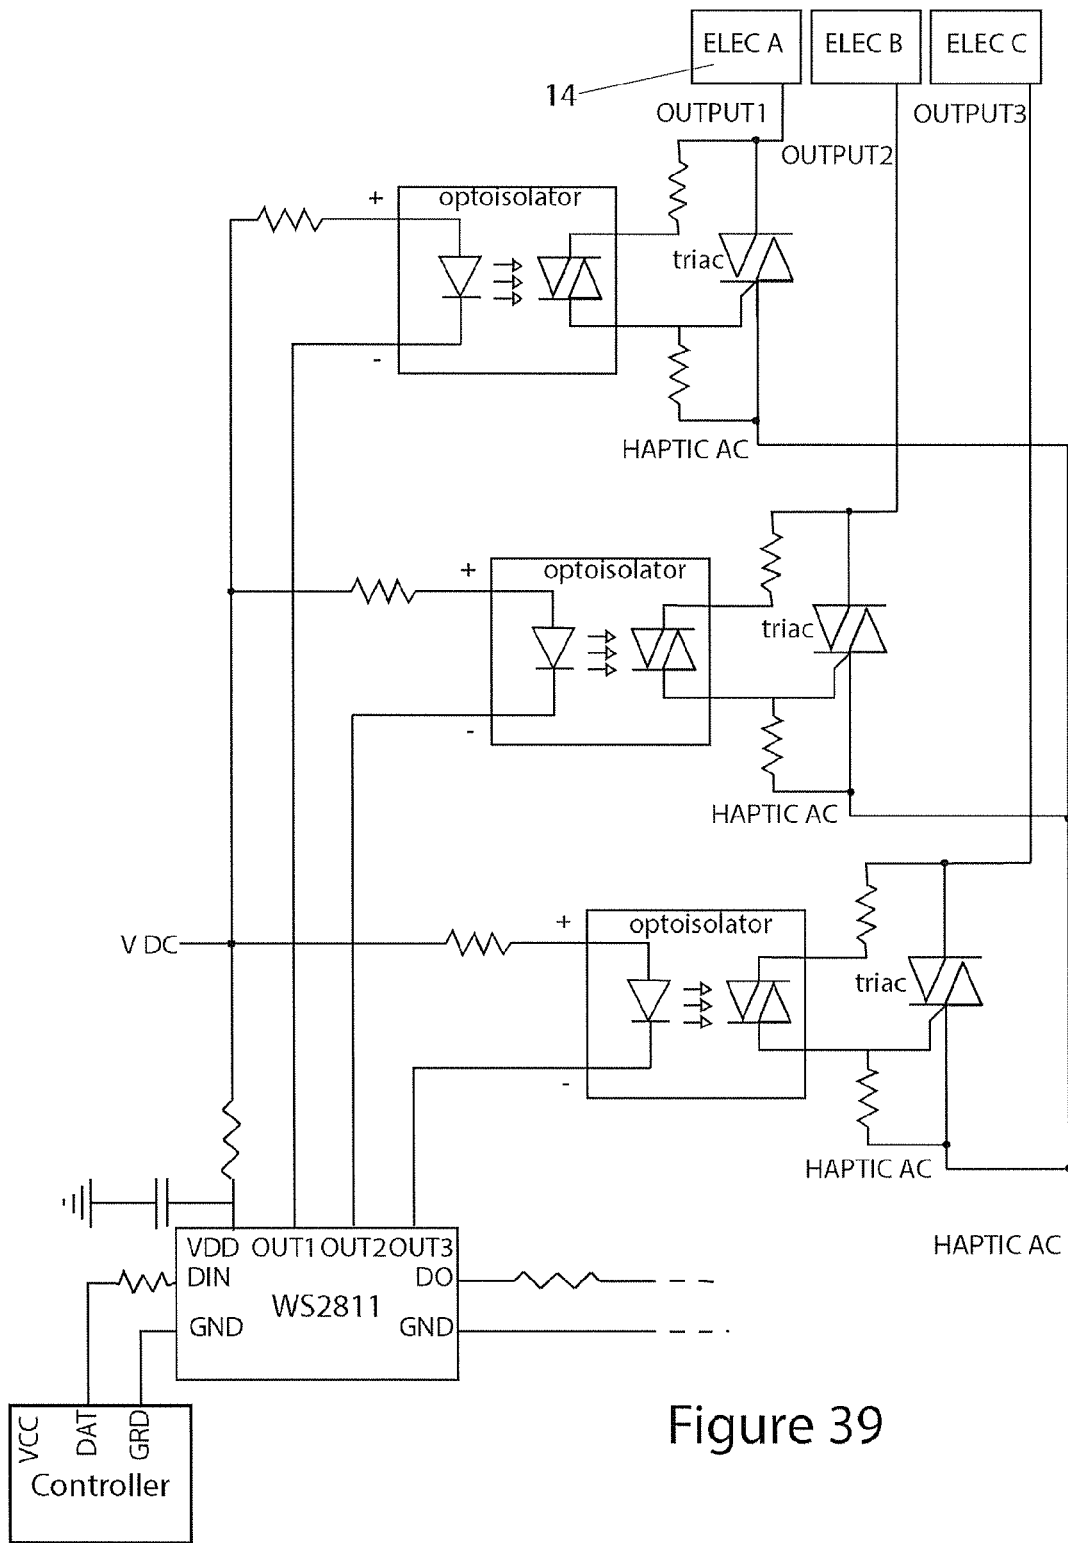 ELEC A ELEC B ELEC C
14
OUTPUT1
OUTPUT2
OUTPUT3
+
optoisolator
triac
-
HAPTIC AC
+
optoisolator
triac
-
HAPTIC AC
+
optoisolator
V DC
triac
-
HAPTIC AC
HAPTIC AC
VDD OUT1 OUT2 OUT3
DIN DO
WS2811
GND GND
VCC DAT GRD
Controller
Figure 39